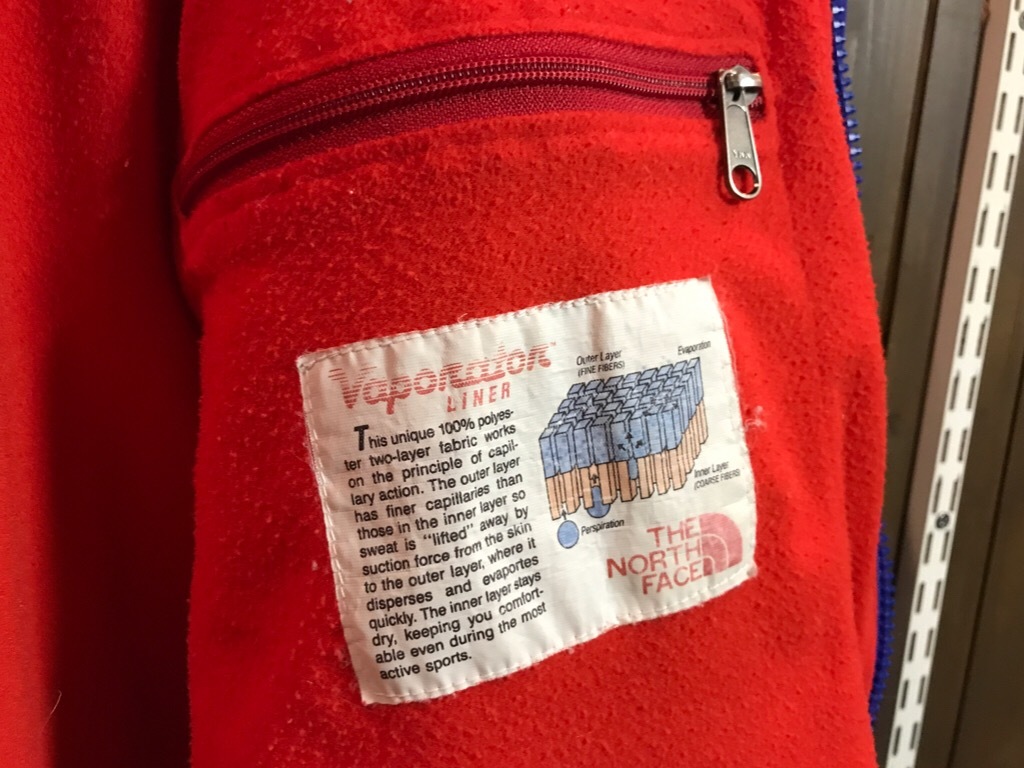 YKK
Vaporator™
LINER
This unique 100% polyes-
ter two-layer fabric works
on the principle of capil-
lary action. The outer layer
has finer capillaries than
those in the inner layer so
sweat is "lifted" away by
suction force from the skin
to the outer layer, where it
disperses and evaportes
quickly. The inner layer stays
dry, keeping you comfort-
able even during the most
active sports.
Outer Layer
(FINE FIBERS)
Evaporation
Inner Layer
(COARSE FIBERS)
Perspiration
THE
NORTH
FACE